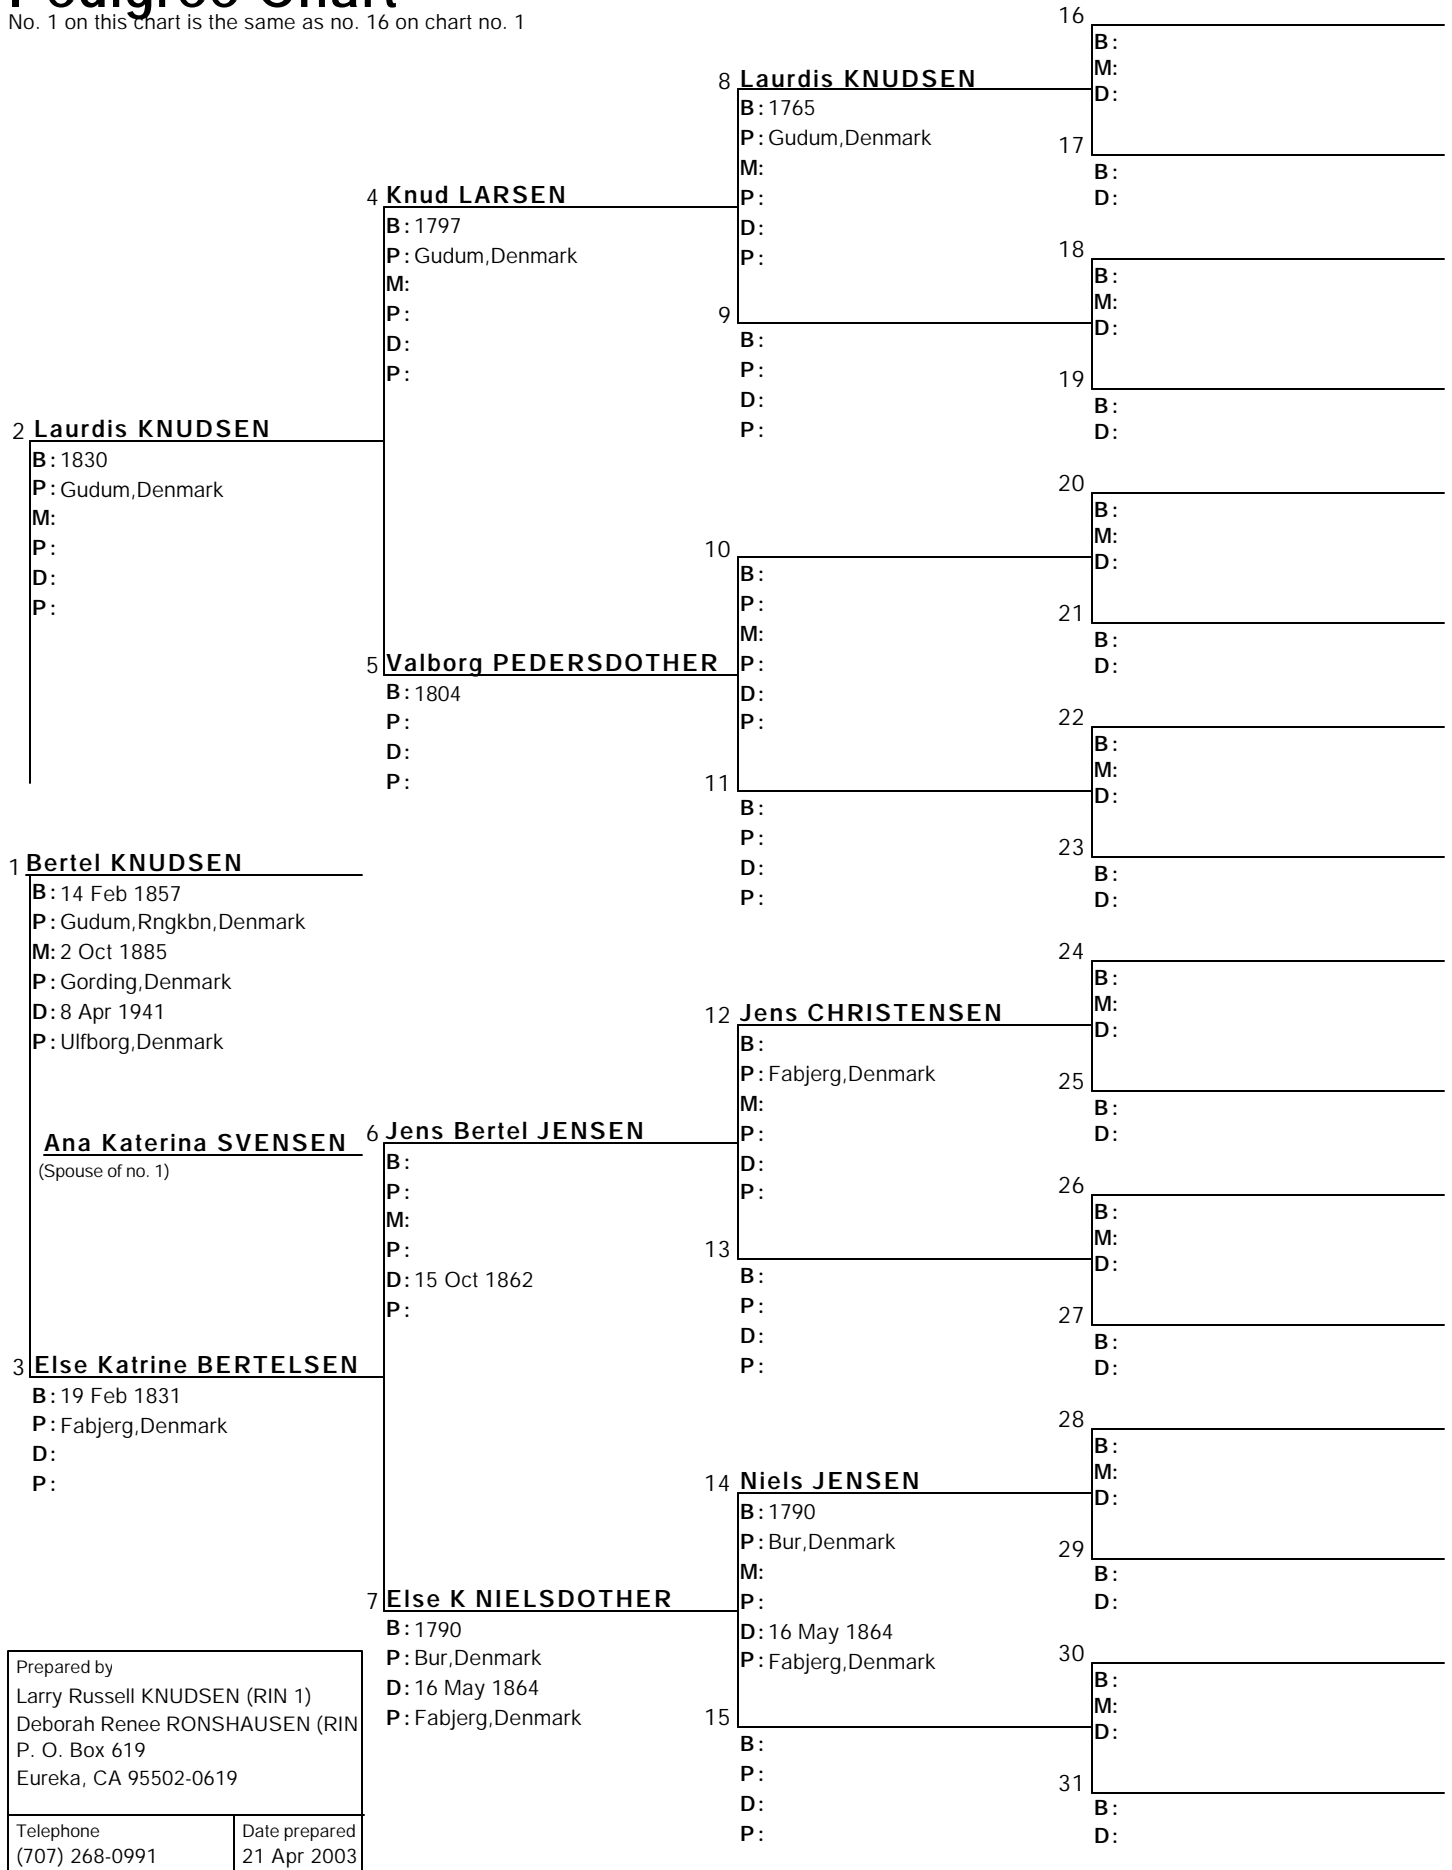 Pedigree Chart
No. 1 on this chart is the same as no. 16 on chart no. 1
2 Laurdis KNUDSEN
B: 1830
P: Gudum,Denmark
M:
P:
D:
P:
1 Bertel KNUDSEN
B: 14 Feb 1857
P: Gudum,Rngkbn,Denmark
M: 2 Oct 1885
P: Gording,Denmark
D: 8 Apr 1941
P: Ulfborg,Denmark
Ana Katerina SVENSEN
(Spouse of no. 1)
3 Else Katrine BERTELSEN
B: 19 Feb 1831
P: Fabjerg,Denmark
D:
P:
Prepared by
Larry Russell KNUDSEN (RIN 1)
Deborah Renee RONSHAUSEN (RIN
P. O. Box 619
Eureka, CA 95502-0619
Telephone
(707) 268-0991
Date prepared
21 Apr 2003
4 Knud LARSEN
B: 1797
P: Gudum,Denmark
M:
P:
D:
P:
5 Valborg PEDERSDOTHER
B: 1804
P:
D:
P:
6 Jens Bertel JENSEN
B:
P:
M:
P:
D: 15 Oct 1862
P:
7 Else K NIELSDOTHER
B: 1790
P: Bur,Denmark
D: 16 May 1864
P: Fabjerg,Denmark
8 Laurdis KNUDSEN
B: 1765
P: Gudum,Denmark
M:
P:
D:
P:
9
B:
P:
D:
P:
10
B:
P:
M:
P:
D:
P:
11
B:
P:
D:
P:
12 Jens CHRISTENSEN
B:
P: Fabjerg,Denmark
M:
P:
D:
P:
13
B:
P:
D:
P:
14 Niels JENSEN
B: 1790
P: Bur,Denmark
M:
P:
D: 16 May 1864
P: Fabjerg,Denmark
15
B:
P:
D:
P:
16
B:
M:
D:
17
B:
D:
18
B:
M:
D:
19
B:
D:
20
B:
M:
D:
21
B:
D:
22
B:
M:
D:
23
B:
D:
24
B:
M:
D:
25
B:
D:
26
B:
M:
D:
27
B:
D:
28
B:
M:
D:
29
B:
D:
30
B:
M:
D:
31
B:
D: